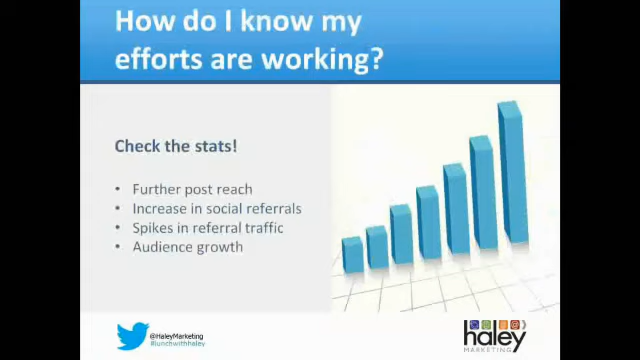 How do I know my
efforts are working?
Check the stats!
• Further post reach
• Increase in social referrals
• Spikes in referral traffic
• Audience growth
@HaleyMarketing
#lunchwithhaley
haley
MARKETING